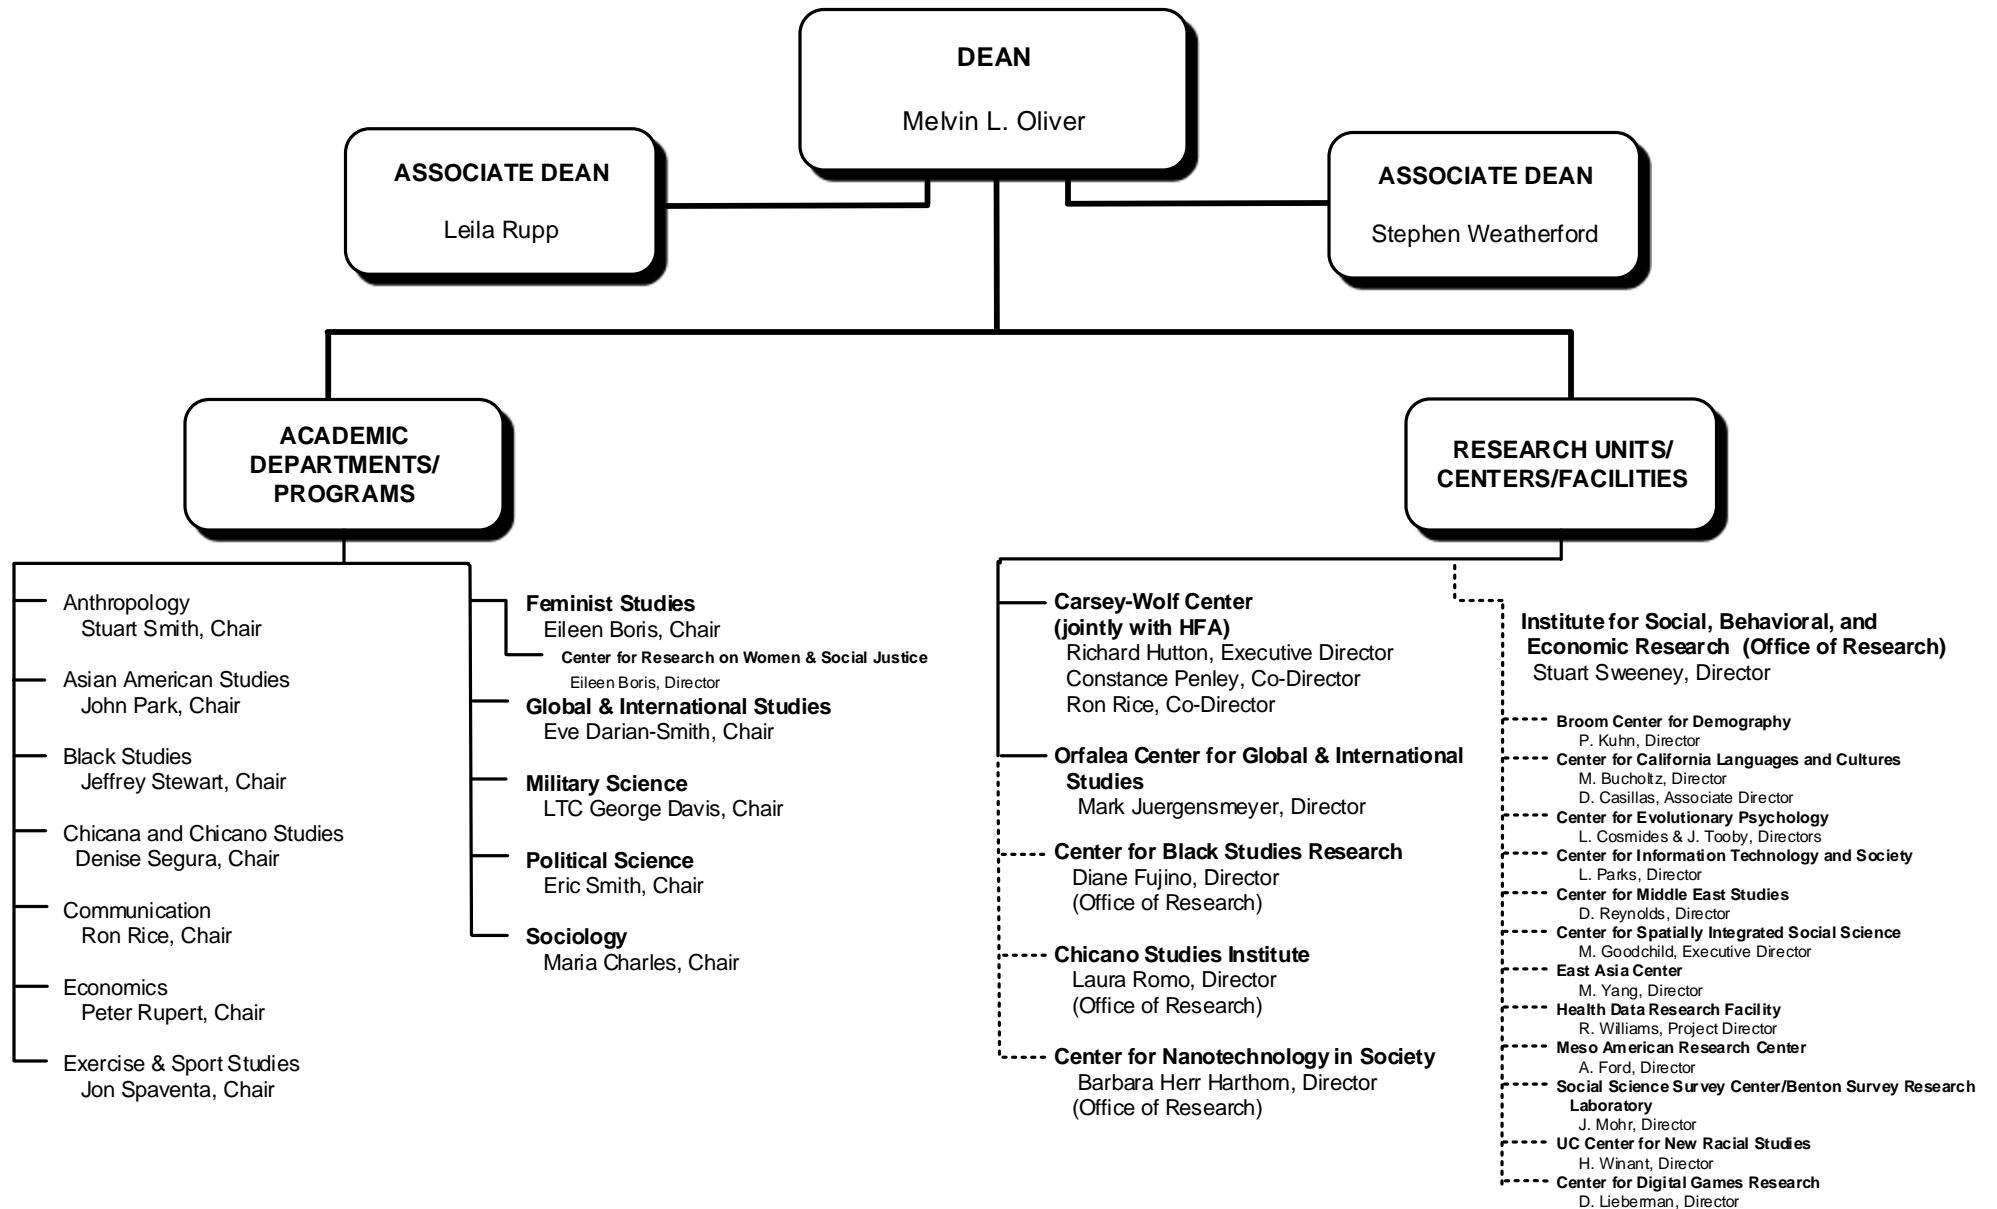 DEAN
Melvin L. Oliver
ASSOCIATE DEAN
Leila Rupp
ASSOCIATE DEAN
Stephen Weatherford
ACADEMIC
DEPARTMENTS/
PROGRAMS
RESEARCH UNITS/
CENTERS/FACILITIES
Anthropology
Stuart Smith, Chair
Asian American Studies
John Park, Chair
Black Studies
Jeffrey Stewart, Chair
Chicana and Chicano Studies
Denise Segura, Chair
Communication
Ron Rice, Chair
Economics
Peter Rupert, Chair
Exercise & Sport Studies
Jon Spaventa, Chair
Feminist Studies
Eileen Boris, Chair
Center for Research on Women & Social Justice
Eileen Boris, Director
Global & International Studies
Eve Darian-Smith, Chair
Military Science
LTC George Davis, Chair
Political Science
Eric Smith, Chair
Sociology
Maria Charles, Chair
Carsey-Wolf Center
(jointly with HFA)
Richard Hutton, Executive Director
Constance Penley, Co-Director
Ron Rice, Co-Director
Orfalea Center for Global & International
Studies
Mark Juergensmeyer, Director
Center for Black Studies Research
Diane Fujino, Director
(Office of Research)
Chicano Studies Institute
Laura Romo, Director
(Office of Research)
Center for Nanotechnology in Society
Barbara Herr Harthorn, Director
(Office of Research)
Institute for Social, Behavioral, and
Economic Research (Office of Research)
Stuart Sweeney, Director
Broom Center for Demography
P. Kuhn, Director
Center for California Languages and Cultures
M. Bucholtz, Director
D. Casillas, Associate Director
Center for Evolutionary Psychology
L. Cosmides & J. Tooby, Directors
Center for Information Technology and Society
L. Parks, Director
Center for Middle East Studies
D. Reynolds, Director
Center for Spatially Integrated Social Science
M. Goodchild, Executive Director
East Asia Center
M. Yang, Director
Health Data Research Facility
R. Williams, Project Director
Meso American Research Center
A. Ford, Director
Social Science Survey Center/Benton Survey Research
Laboratory
J. Mohr, Director
UC Center for New Racial Studies
H. Winant, Director
Center for Digital Games Research
D. Lieberman, Director